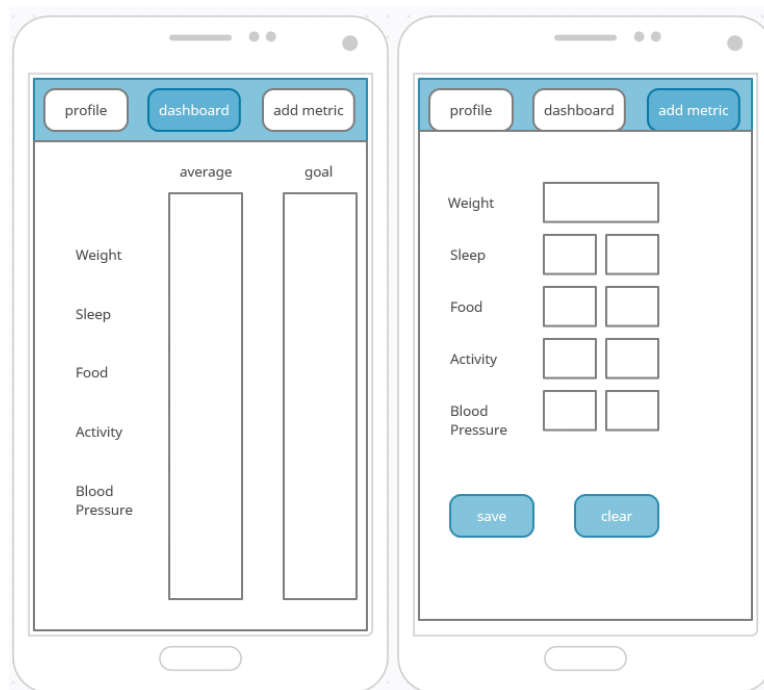 profile
dashboard
add metric
average
goal
Weight
Sleep
Food
Activity
Blood
Pressure
profile
dashboard
add metric
Weight
Sleep
Food
Activity
Blood
Pressure
save
clear